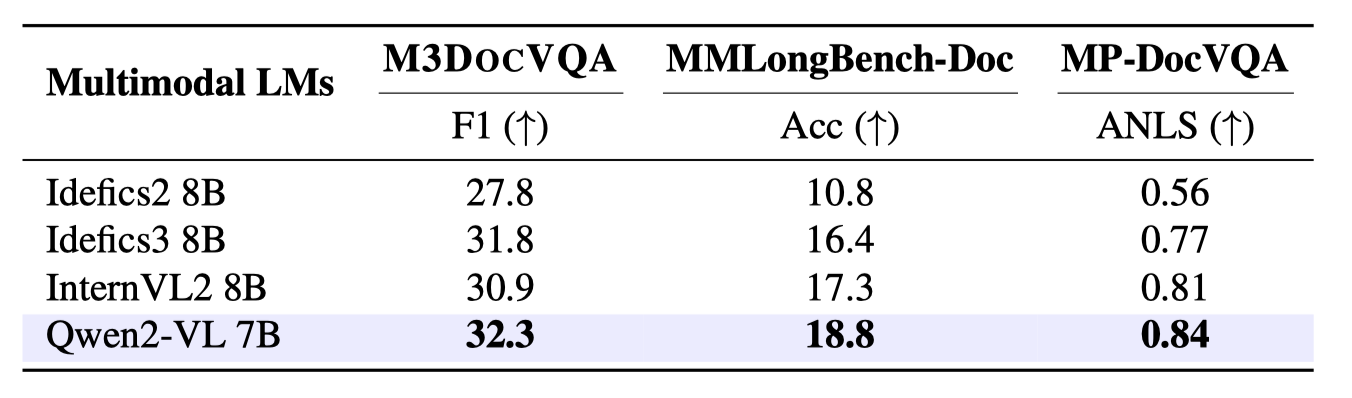 Multimodal LMs M3DOCVQA MMLongBench-Doc MP-DocVQA
F1 (↑) Acc (↑) ANLS (↑)
Idefics2 8B 27.8 10.8 0.56
Idefics3 8B 31.8 16.4 0.77
InternVL2 8B 30.9 17.3 0.81
Qwen2-VL 7B 32.3 18.8 0.84